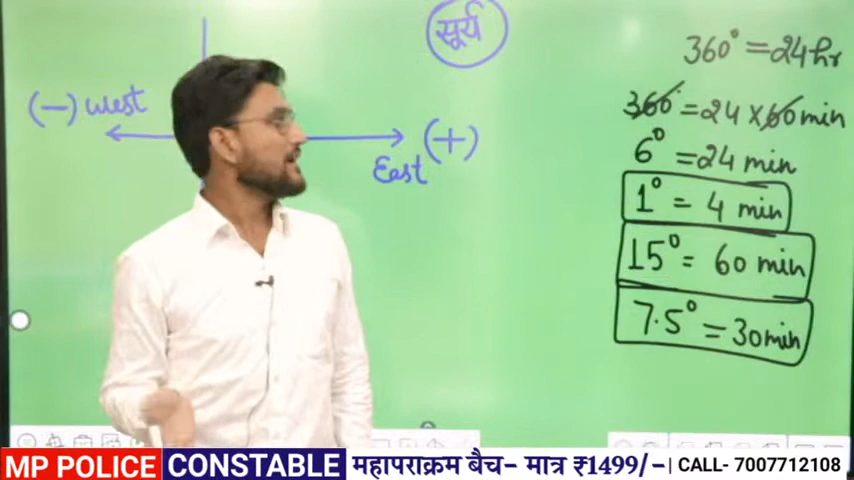 सूर्य
360° = 24 hr
(-) West
360° = 24 x 60 min
(+)
East
6° = 24 min
1° = 4 min
15° = 60 min
7.5° = 30 min
MP POLICE CONSTABLE महापराक्रम बैच- मात्र ₹1499/-| CALL- 7007712108